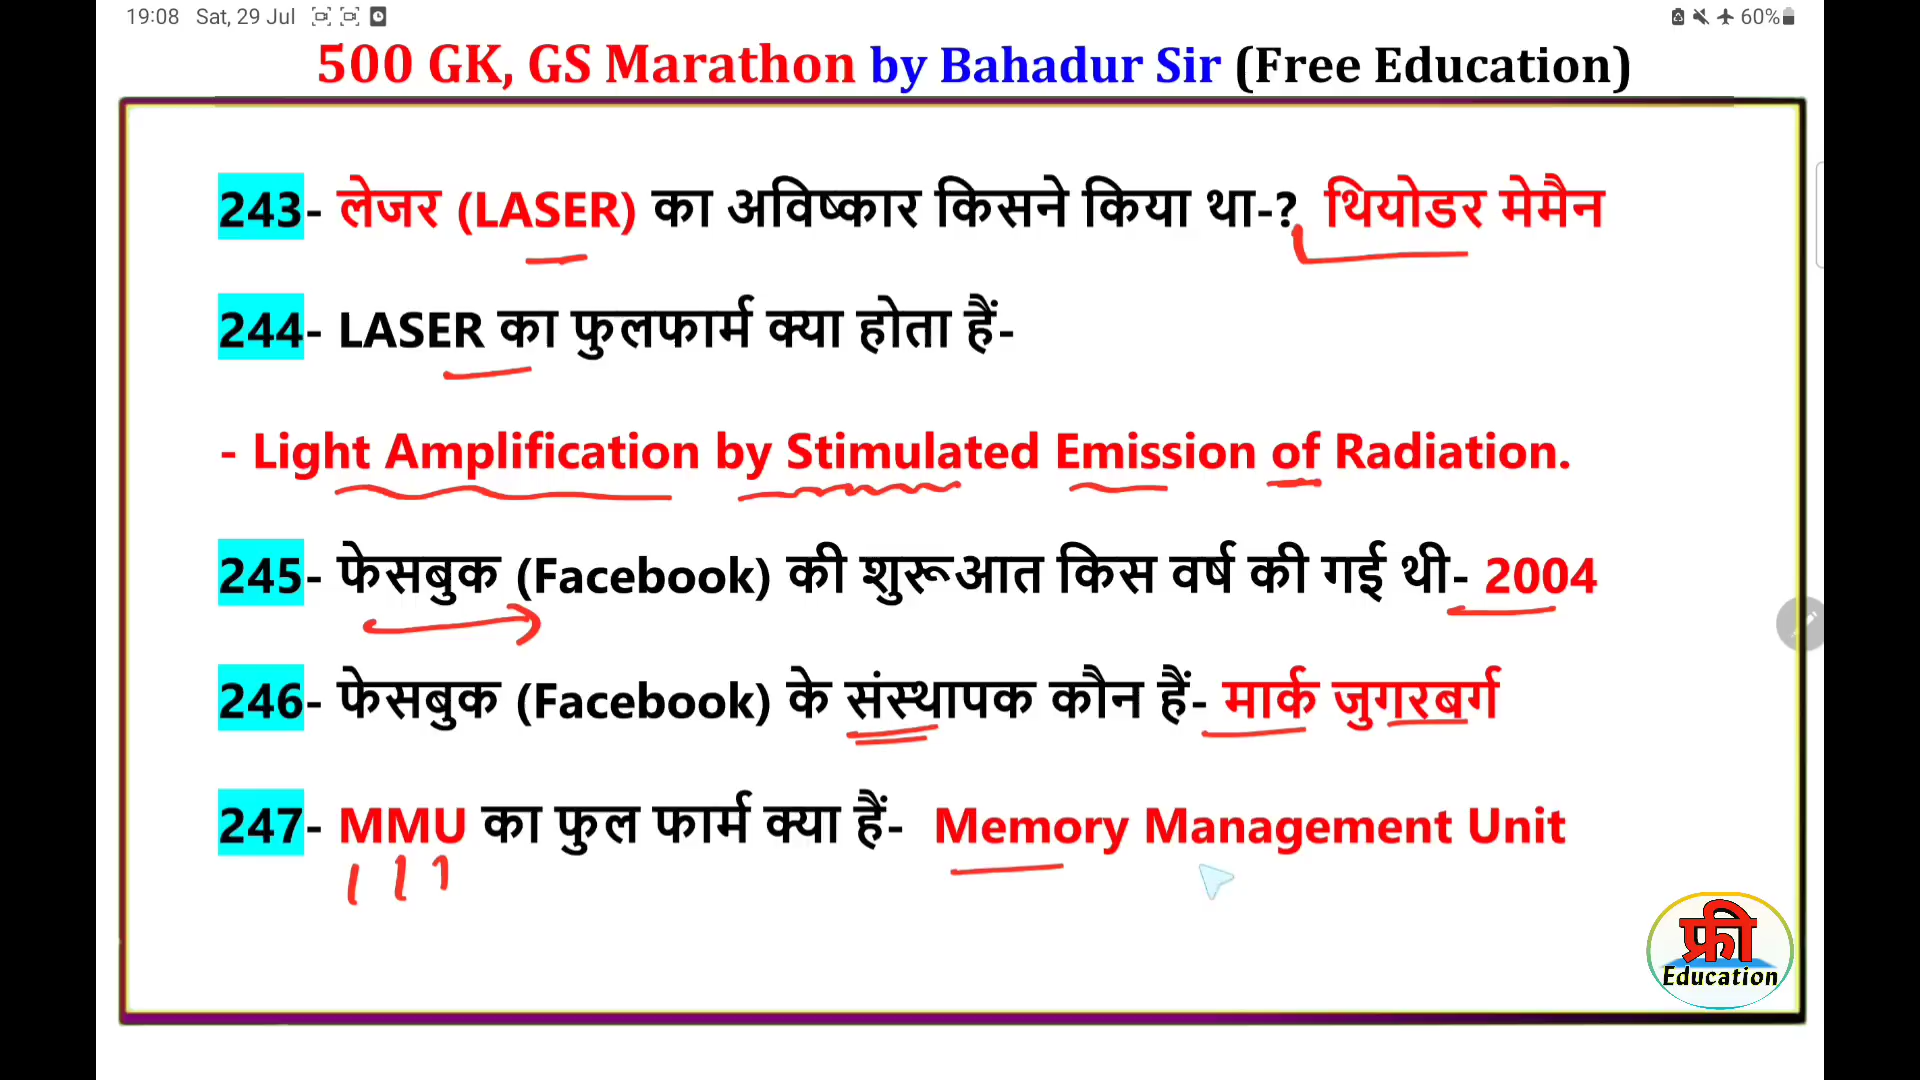 19:08 Sat, 29 Jul 60%
500 GK, GS Marathon by Bahadur Sir (Free Education)
243- लेजर (LASER) का अविष्कार किसने किया था-? थियोडर मेमैन
244- LASER का फुलफार्म क्या होता हैं-
- Light Amplification by Stimulated Emission of Radiation.
245- फेसबुक (Facebook) की शुरूआत किस वर्ष की गई थी- 2004
246- फेसबुक (Facebook) के संस्थापक कौन हैं- मार्क जुगरबर्ग
247- MMU का फुल फार्म क्या हैं- Memory Management Unit
फ्री
Education